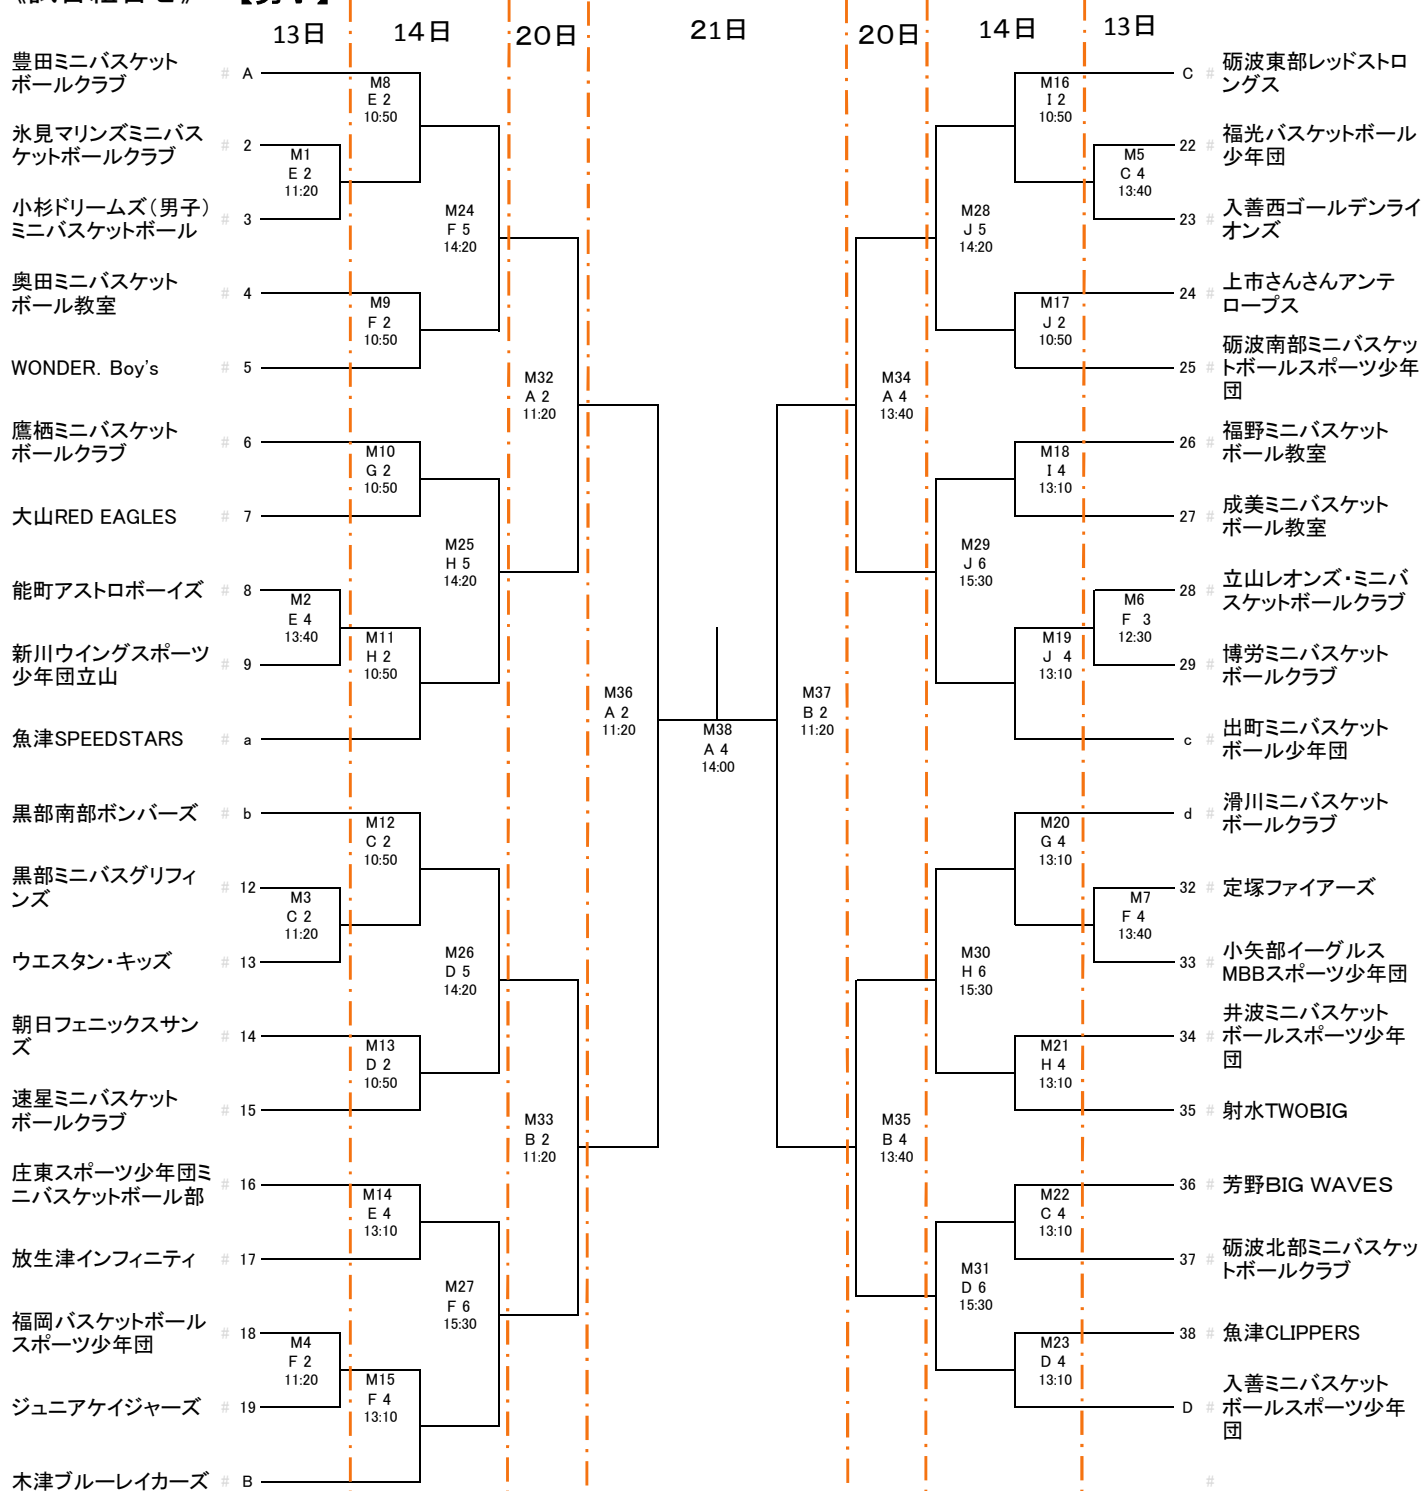 13日 14日 20日 21日 20日 14日 13日
豊田ミニバスケット
ボールクラブ
# A
氷見マリンズミニバス
ケットボールクラブ
# 2
小杉ドリームズ（男子）
ミニバスケットボール
# 3
奥田ミニバスケット
ボール教室
# 4
WONDER. Boy's # 5
鷹栖ミニバスケット
ボールクラブ
# 6
大山RED EAGLES # 7
能町アストロボーイズ # 8
新川ウイングスポーツ
少年団立山
# 9
魚津SPEEDSTARS # a
黒部南部ボンバーズ # b
黒部ミニバスグリフィ
ンズ
# 12
ウエスタン・キッズ # 13
朝日フェニックスサン
ズ
# 14
速星ミニバスケット
ボールクラブ
# 15
庄東スポーツ少年団ミ
ニバスケットボール部
# 16
放生津インフィニティ # 17
福岡バスケットボール
スポーツ少年団
# 18
ジュニアケイジャーズ # 19
木津ブルーレイカーズ # B
M1
E 2
11:20
M2
E 4
13:40
M3
C 2
11:20
M4
F 2
11:20
M8
E 2
10:50
M9
F 2
10:50
M10
G 2
10:50
M11
H 2
10:50
M12
C 2
10:50
M13
D 2
10:50
M14
E 4
13:10
M15
F 4
13:10
M24
F 5
14:20
M25
H 5
14:20
M26
D 5
14:20
M27
F 6
15:30
M32
A 2
11:20
M33
B 2
11:20
M36
A 2
11:20
M38
A 4
14:00
M37
B 2
11:20
M34
A 4
13:40
M35
B 4
13:40
M28
J 5
14:20
M29
J 6
15:30
M30
H 6
15:30
M31
D 6
15:30
M16
I 2
10:50
M17
J 2
10:50
M18
I 4
13:10
M19
J 4
13:10
M20
G 4
13:10
M21
H 4
13:10
M22
C 4
13:10
M23
D 4
13:10
M5
C 4
13:40
M6
F 3
12:30
M7
F 4
13:40
C #
砺波東部レッドストロ
ングス
22 #
福光バスケットボール
少年団
23 #
入善西ゴールデンライ
オンズ
24 #
上市さんさんアンテ
ロープス
25 #
砺波南部ミニバスケッ
トボールスポーツ少年
団
26 #
福野ミニバスケット
ボール教室
27 #
成美ミニバスケット
ボール教室
28 #
立山レオンズ・ミニバ
スケットボールクラブ
29 #
博労ミニバスケット
ボールクラブ
c #
出町ミニバスケット
ボール少年団
d #
滑川ミニバスケット
ボールクラブ
32 # 定塚ファイアーズ
33 #
小矢部イーグルス
MBBスポーツ少年団
34 #
井波ミニバスケット
ボールスポーツ少年
団
35 # 射水TWOBIG
36 # 芳野BIG WAVES
37 #
砺波北部ミニバスケッ
トボールクラブ
38 # 魚津CLIPPERS
D #
入善ミニバスケット
ボールスポーツ少年
団
#